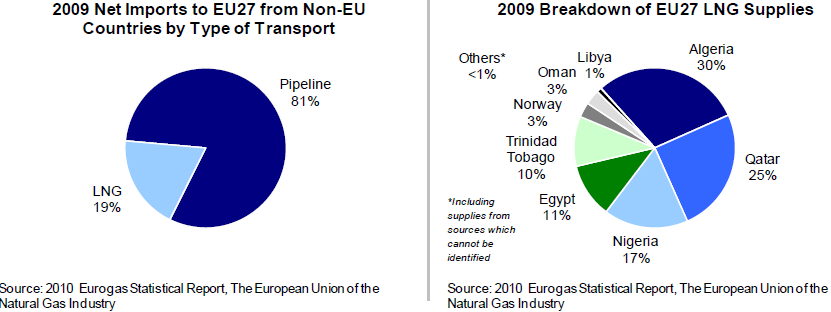 2009 Net Imports to EU27 from Non-EU
Countries by Type of Transport
Pipeline
81%
LNG
19%
Source: 2010 Eurogas Statistical Report, The European Union of the
Natural Gas Industry
2009 Breakdown of EU27 LNG Supplies
Others*
<1%
Libya
1%
Algeria
30%
Oman
3%
Norway
3%
Trinidad
Tobago
10%
Qatar
25%
Egypt
11%
Nigeria
17%
*Including
supplies from
sources which
cannot be
identified
Source: 2010 Eurogas Statistical Report, The European Union of the
Natural Gas Industry